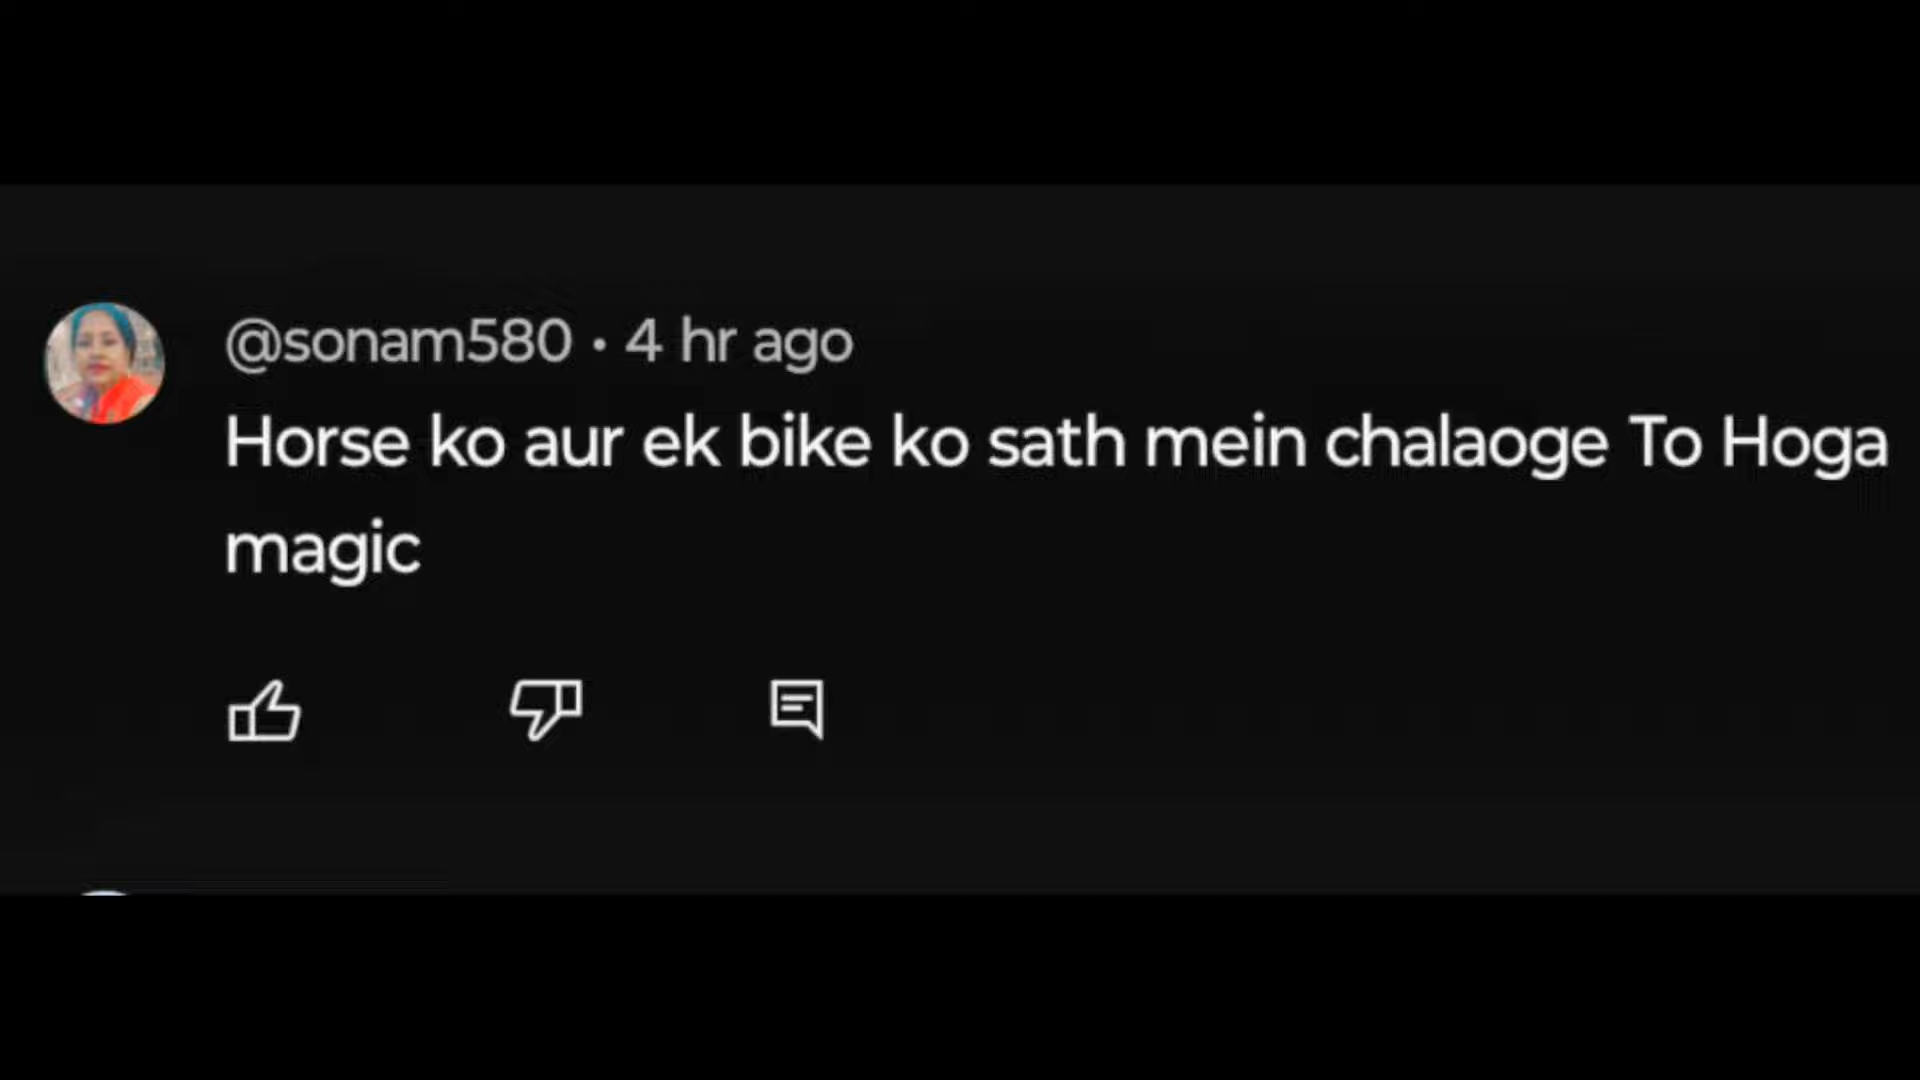 @sonam580 • 4 hr ago
Horse ko aur ek bike ko sath mein chalaoge To Hoga
magic